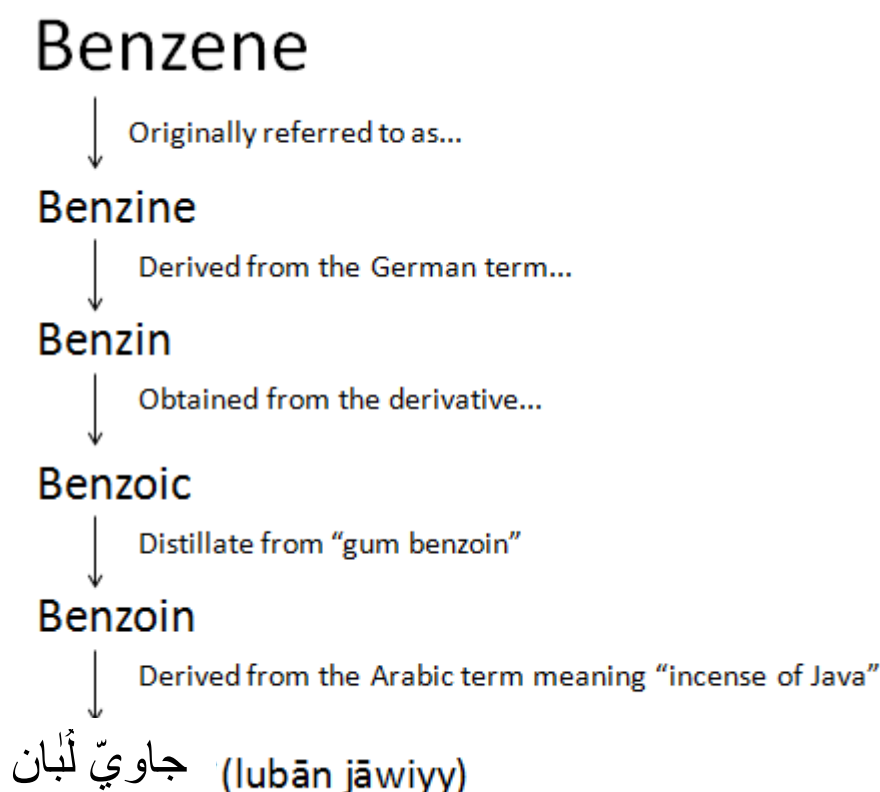 Benzene
Originally referred to as...
Benzine
Derived from the German term...
Benzin
Obtained from the derivative...
Benzoic
Distillate from “gum benzoin”
Benzoin
Derived from the Arabic term meaning “incense of Java”
جاويّ لُبٰان (lubān jāwiyy)